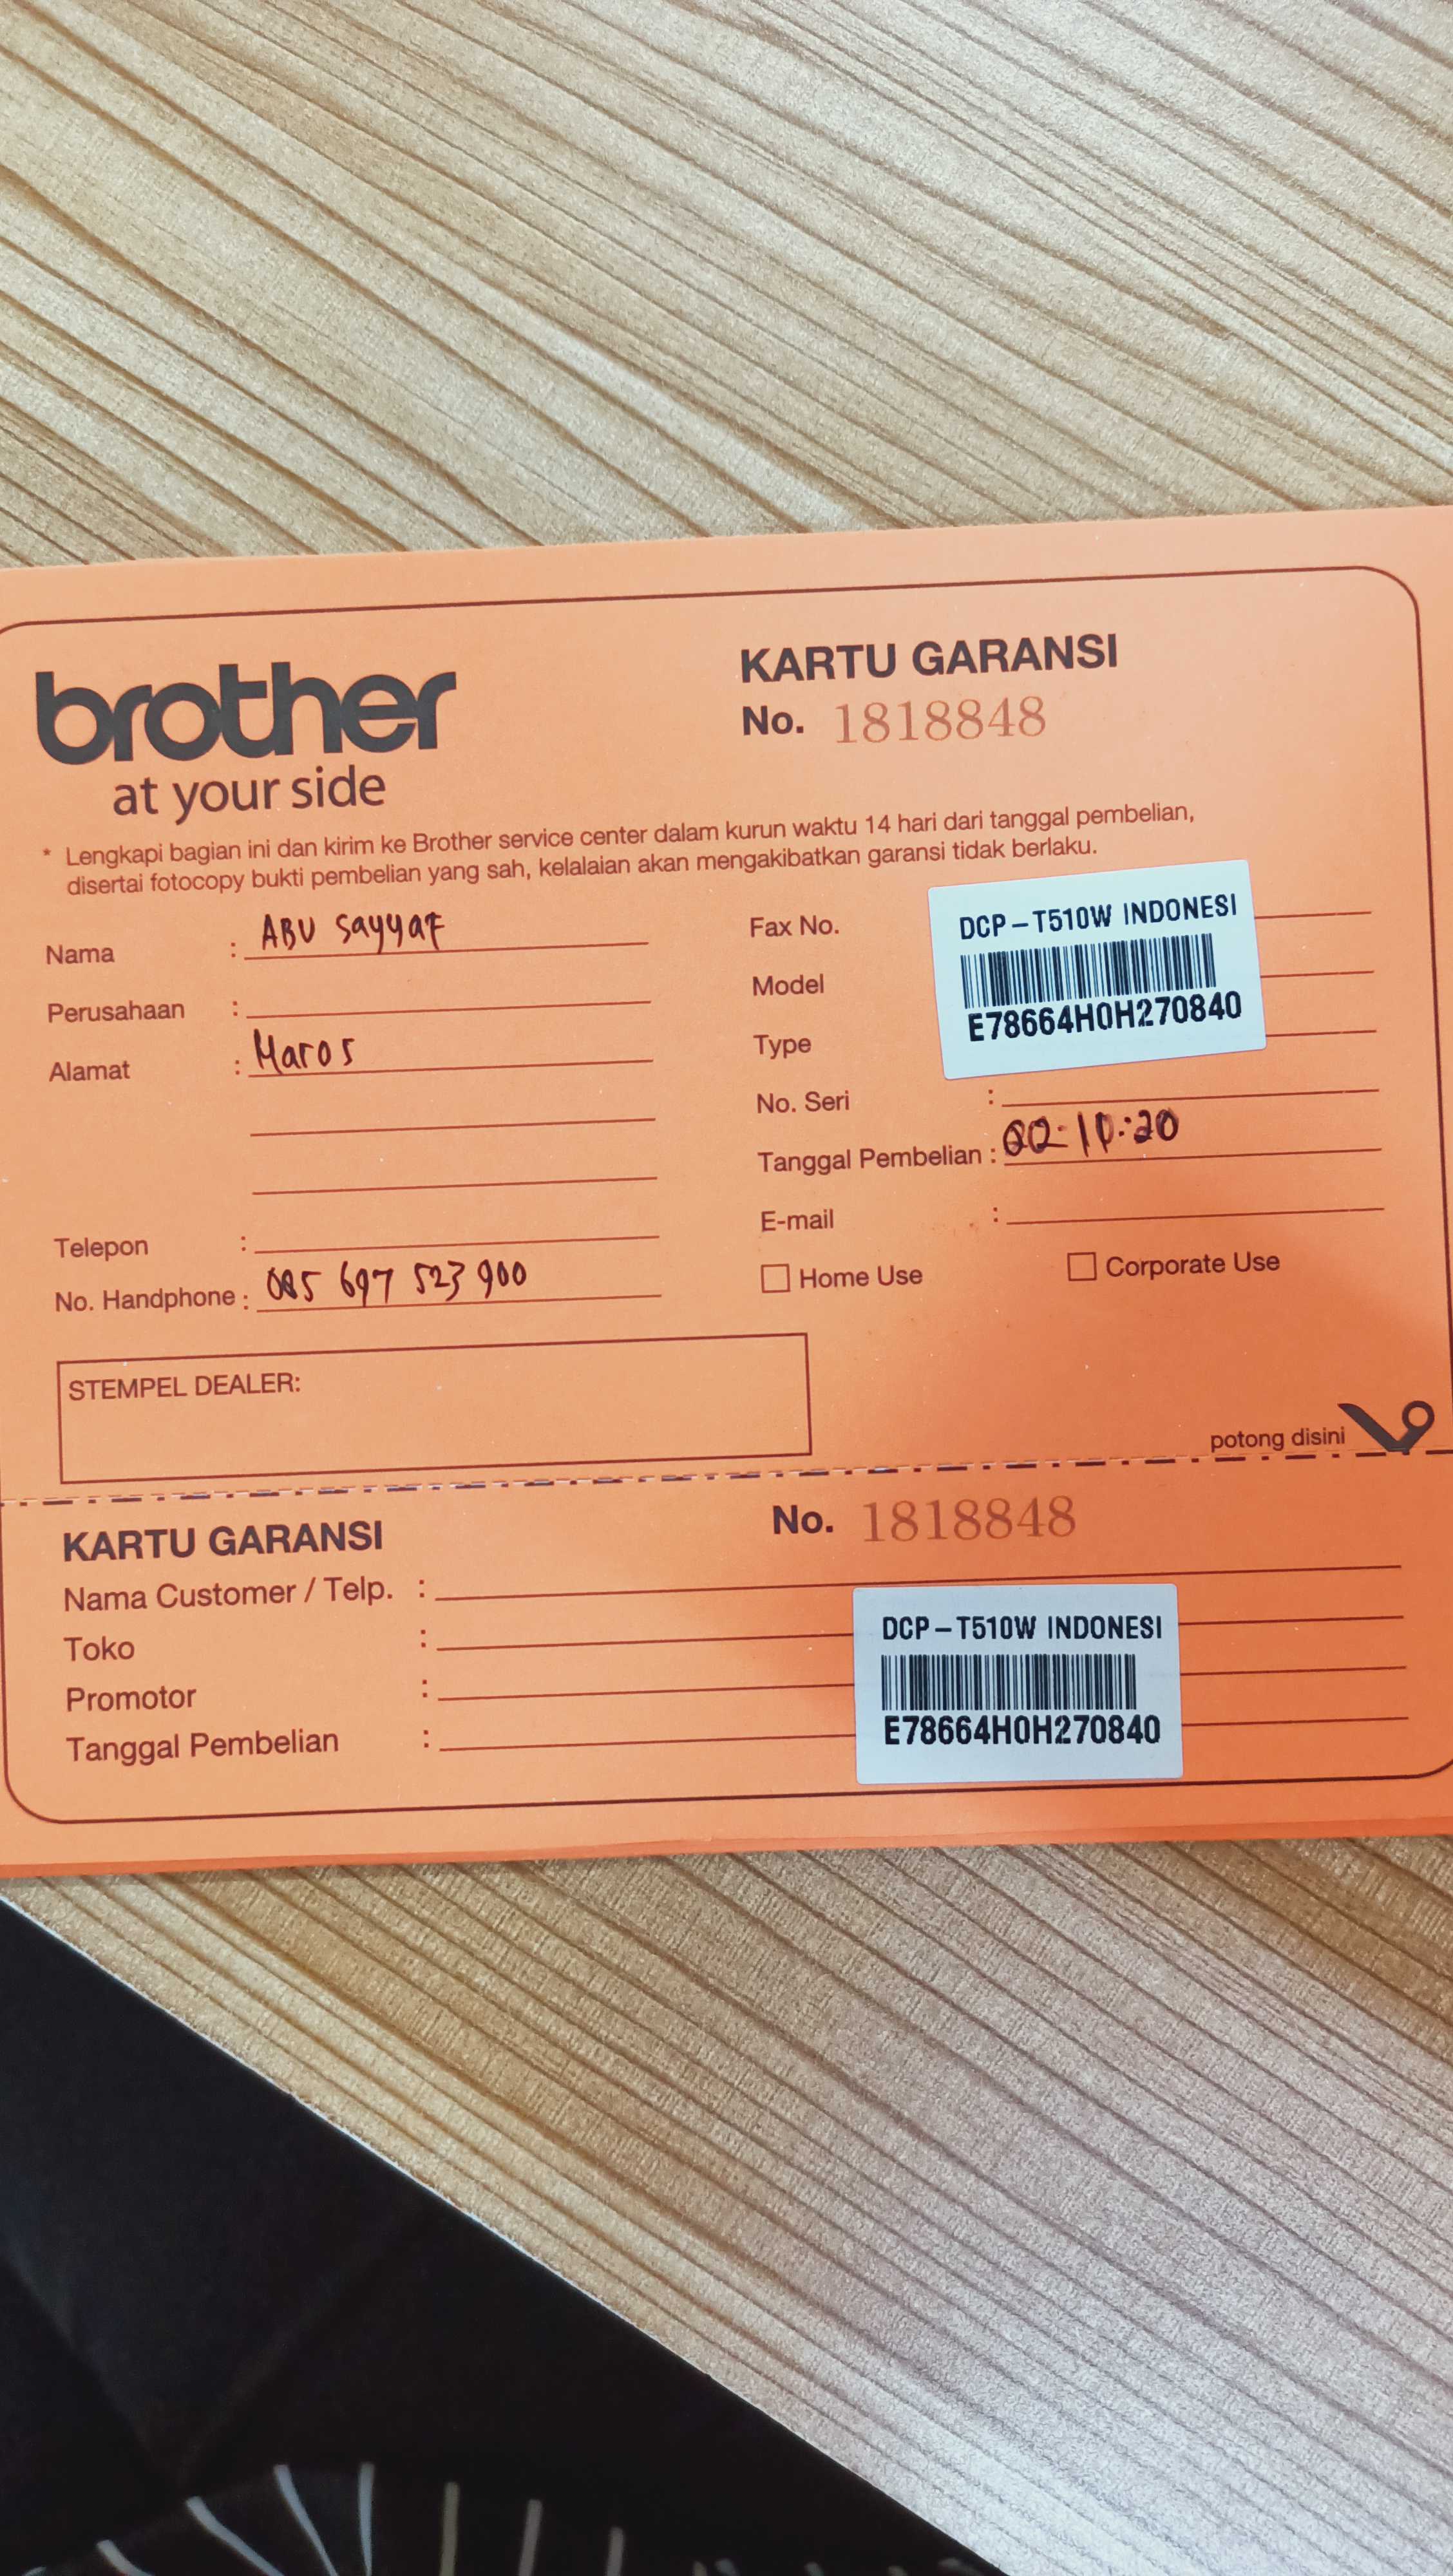 brother
at your side
KARTU GARANSI
No. 1818848
* Lengkapi bagian ini dan kirim ke Brother service center dalam kurun waktu 14 hari dari tanggal pembelian,
disertai fotocopy bukti pembelian yang sah, kelalaian akan mengakibatkan garansi tidak berlaku.
Nama : ABU Sayyaf
Perusahaan :
Alamat : Maros
Telepon :
No. Handphone : 085 697 523 900
Fax No.
Model
Type
DCP-T510W INDONESI
E78664H0H270840
No. Seri :
Tanggal Pembelian : 02-10-20
E-mail :
Home Use
Corporate Use
STEMPEL DEALER:
potong disini
KARTU GARANSI
No. 1818848
Nama Customer / Telp. :
Toko :
Promotor :
Tanggal Pembelian :
DCP-T510W INDONESI
E78664H0H270840